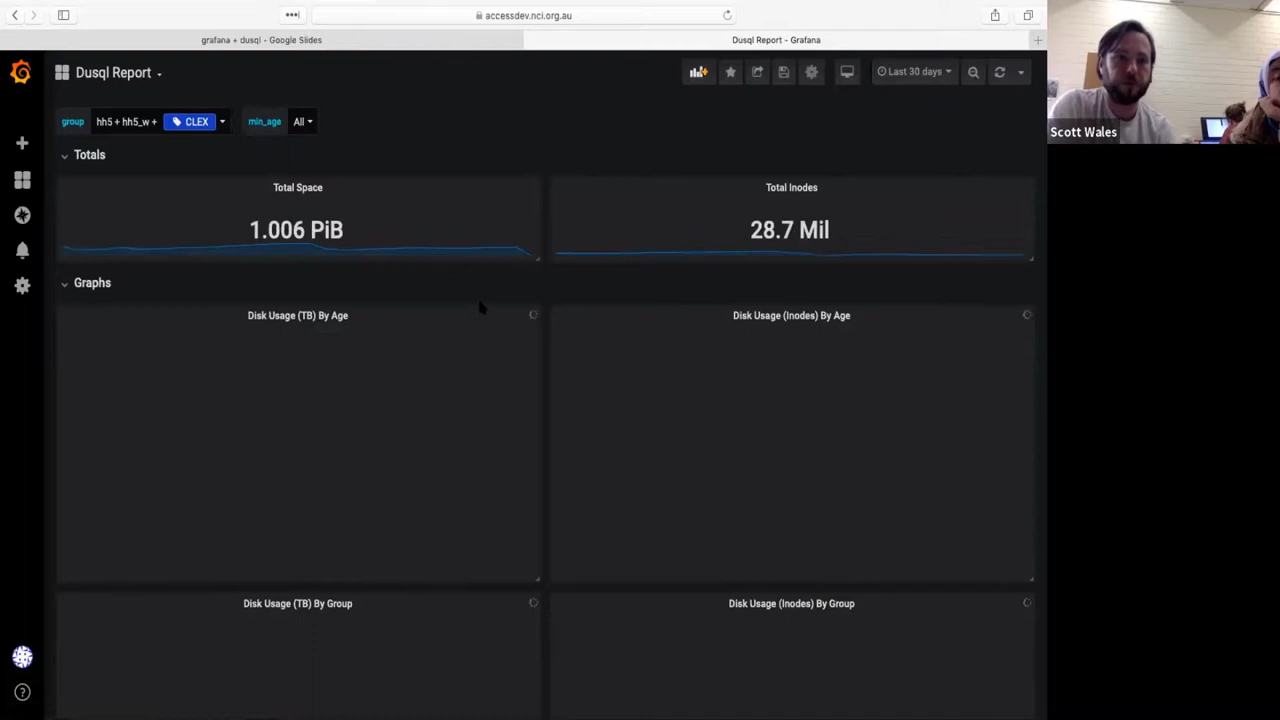 accessdev.nci.org.au
grafana + dusql - Google Slides
Dusql Report - Grafana
Dusql Report
Last 30 days
group
hh5 + hh5_w +
CLEX
min_age
All
Totals
Total Space
Total Inodes
1.006 PiB
28.7 Mil
Graphs
Disk Usage (TB) By Age
Disk Usage (Inodes) By Age
Disk Usage (TB) By Group
Disk Usage (Inodes) By Group
Scott Wales